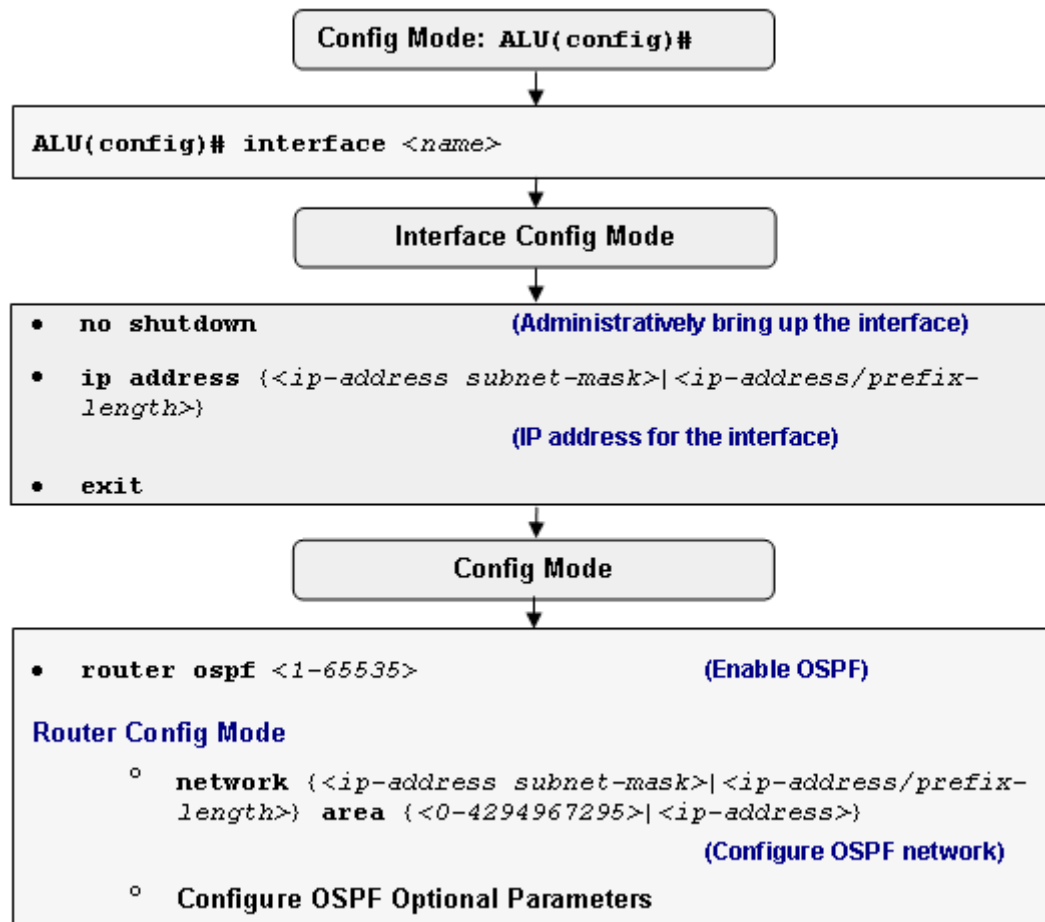 Config Mode: ALU(config)#
ALU(config)# interface <name>
Interface Config Mode
• no shutdown (Administratively bring up the interface)
• ip address {<ip-address subnet-mask>|<ip-address/prefix-
length>}
(IP address for the interface)
• exit
Config Mode
• router ospf <1-65535> (Enable OSPF)
Router Config Mode
° network {<ip-address subnet-mask>|<ip-address/prefix-
length>} area {<0-4294967295>|<ip-address>}
(Configure OSPF network)
° Configure OSPF Optional Parameters